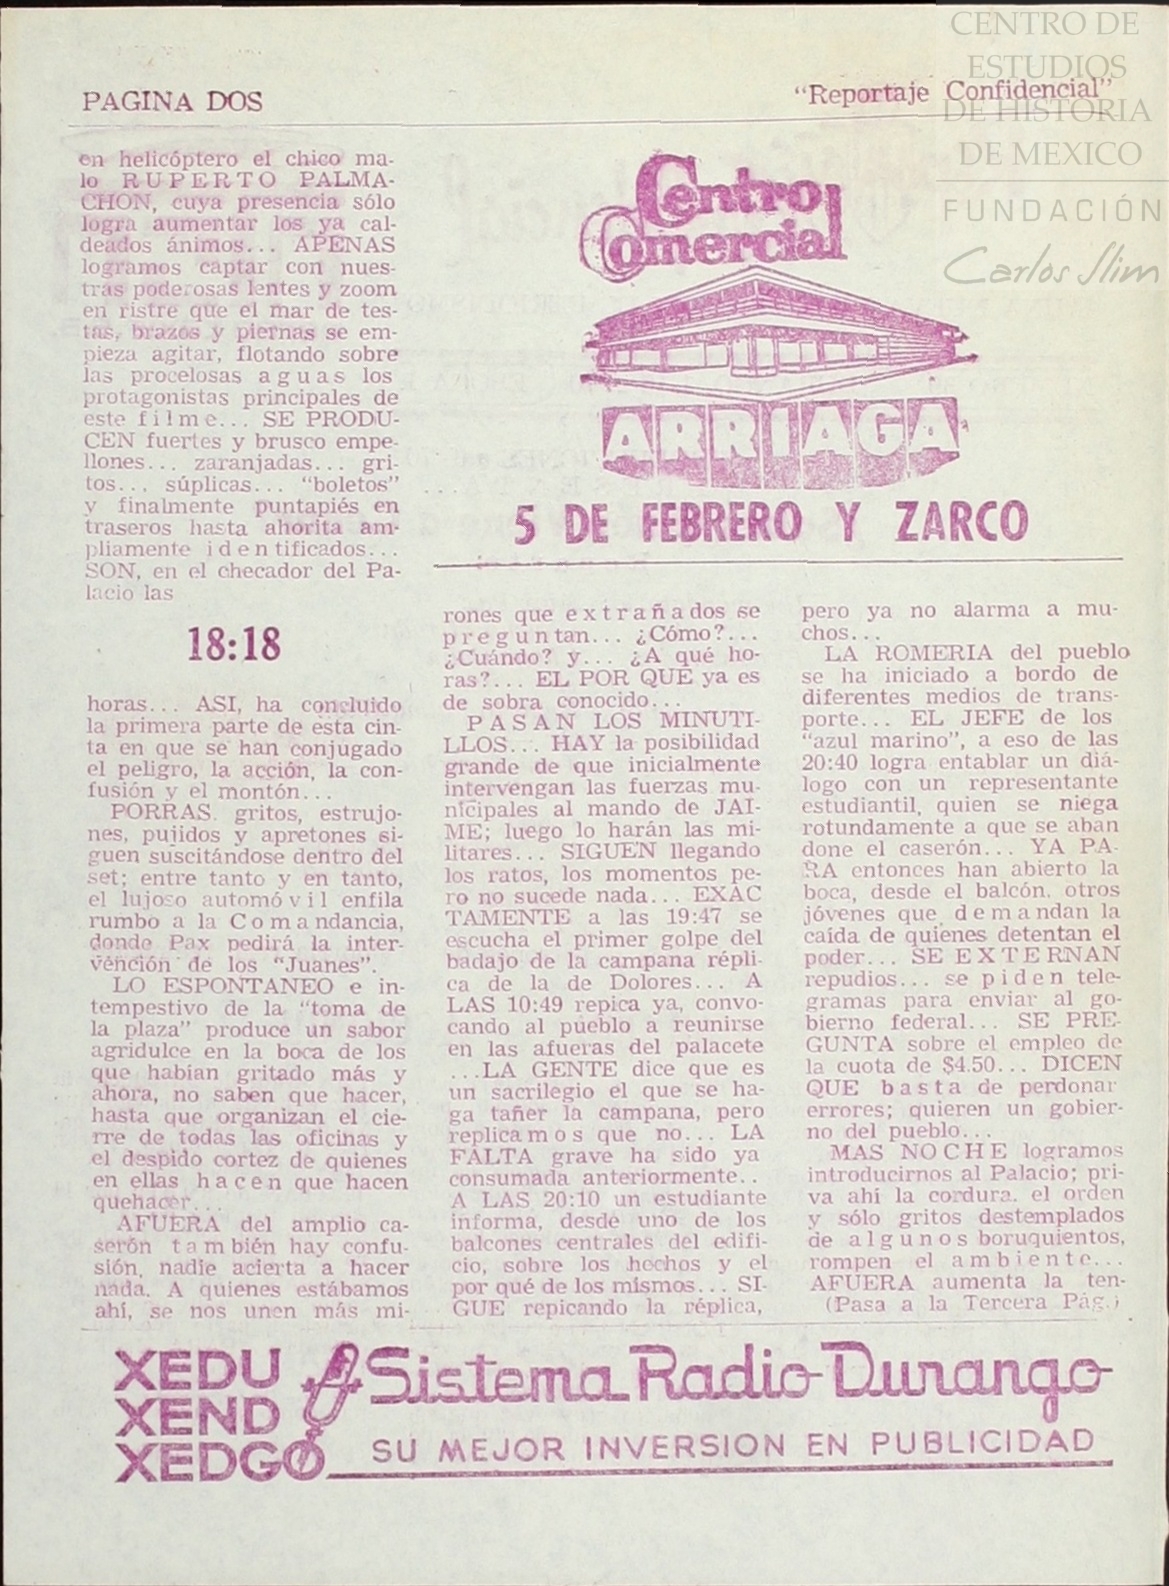 CENTRO DE
ESTUDIOS
DE HISTORIA
DE MEXICO
FUNDACIÓN
Carlos Slim
PAGINA DOS
“Reportaje Confidencial”
en helicóptero el chico ma-
lo RUPERTO PALMA-
CHON, cuya presencia sólo
logra aumentar los ya cal-
deados ánimos... APENAS
logramos captar con nues-
tras poderosas lentes y zoom
en ristre que el mar de tes-
tas, brazos y piernas se em-
pieza agitar, flotando sobre
las procelosas aguas los
protagonistas principales de
este filme... SE PRODU-
CEN fuertes y brusco empe-
llones... zaranjadas... gri-
tos... súplicas... “boletos”
y finalmente puntapiés en
traseros hasta ahorita am-
pliamente identificados...
SON, en el checador del Pa-
lacio las
18:18
horas... ASI, ha concluido
la primera parte de esta cin-
ta en que se han conjugado
el peligro, la acción, la con-
fusión y el montón...
PORRAS. gritos, estrujo-
nes, pujidos y apretones si-
guen suscitándose dentro del
set; entre tanto y en tanto,
el lujoso automóvil enfila
rumbo a la Comandancia,
donde Pax pedirá la inter-
vención de los “Juanes”.
LO ESPONTANEO e in-
tempestivo de la “toma de
la plaza” produce un sabor
agridulce en la boca de los
que habían gritado más y
ahora, no saben que hacer,
hasta que organizan el cie-
rre de todas las oficinas y
el despido cortez de quienes
en ellas hacen que hacen
quehacer...
AFUERA del amplio ca-
serón también hay confu-
sión, nadie acierta a hacer
nada. A quienes estábamos
ahí, se nos unen más mi-
Centro
Comercial
ARRIAGA
5 DE FEBRERO Y ZARCO
rones que extrañados se
preguntan... ¿Cómo?...
¿Cuándo? y... ¿A qué ho-
ras?... EL POR QUE ya es
de sobra conocido...
PASAN LOS MINUTI-
LLOS... HAY la posibilidad
grande de que inicialmente
intervengan las fuerzas mu-
nicipales al mando de JAI-
ME; luego lo harán las mi-
litares... SIGUEN llegando
los ratos, los momentos pe-
ro no sucede nada... EXAC
TAMENTE a las 19:47 se
escucha el primer golpe del
badajo de la campana répli-
ca de la de Dolores... A
LAS 10:49 repica ya, convo-
cando al pueblo a reunirse
en las afueras del palacete
...LA GENTE dice que es
un sacrilegio el que se ha-
ga tañer la campana, pero
replicamos que no... LA
FALTA grave ha sido ya
consumada anteriormente..
A LAS 20:10 un estudiante
informa, desde uno de los
balcones centrales del edifi-
cio, sobre los hechos y el
por qué de los mismos... SI-
GUE repicando la réplica,
pero ya no alarma a mu-
chos...
LA ROMERIA del pueblo
se ha iniciado a bordo de
diferentes medios de trans-
porte... EL JEFE de los
“azul marino”, a eso de las
20:40 logra entablar un diá-
logo con un representante
estudiantil, quien se niega
rotundamente a que se aban
done el caserón... YA PA-
RA entonces han abierto la
boca, desde el balcón, otros
jóvenes que demandan la
caída de quienes detentan el
poder... SE EXTERNAN
repudios... se piden tele-
gramas para enviar al go-
bierno federal... SE PRE-
GUNTA sobre el empleo de
la cuota de $4.50... DICEN
QUE basta de perdonar
errores; quieren un gobier-
no del pueblo...
MAS NOCHE logramos
introducirnos al Palacio; pri-
va ahí la cordura. el orden
y sólo gritos destemplados
de algunos boruquientos,
rompen el ambiente...
AFUERA aumenta la ten-
(Pasa a la Tercera Pág.)
XEDU
XEND
XEDGO
Sistema Radio Durango
SU MEJOR INVERSION EN PUBLICIDAD